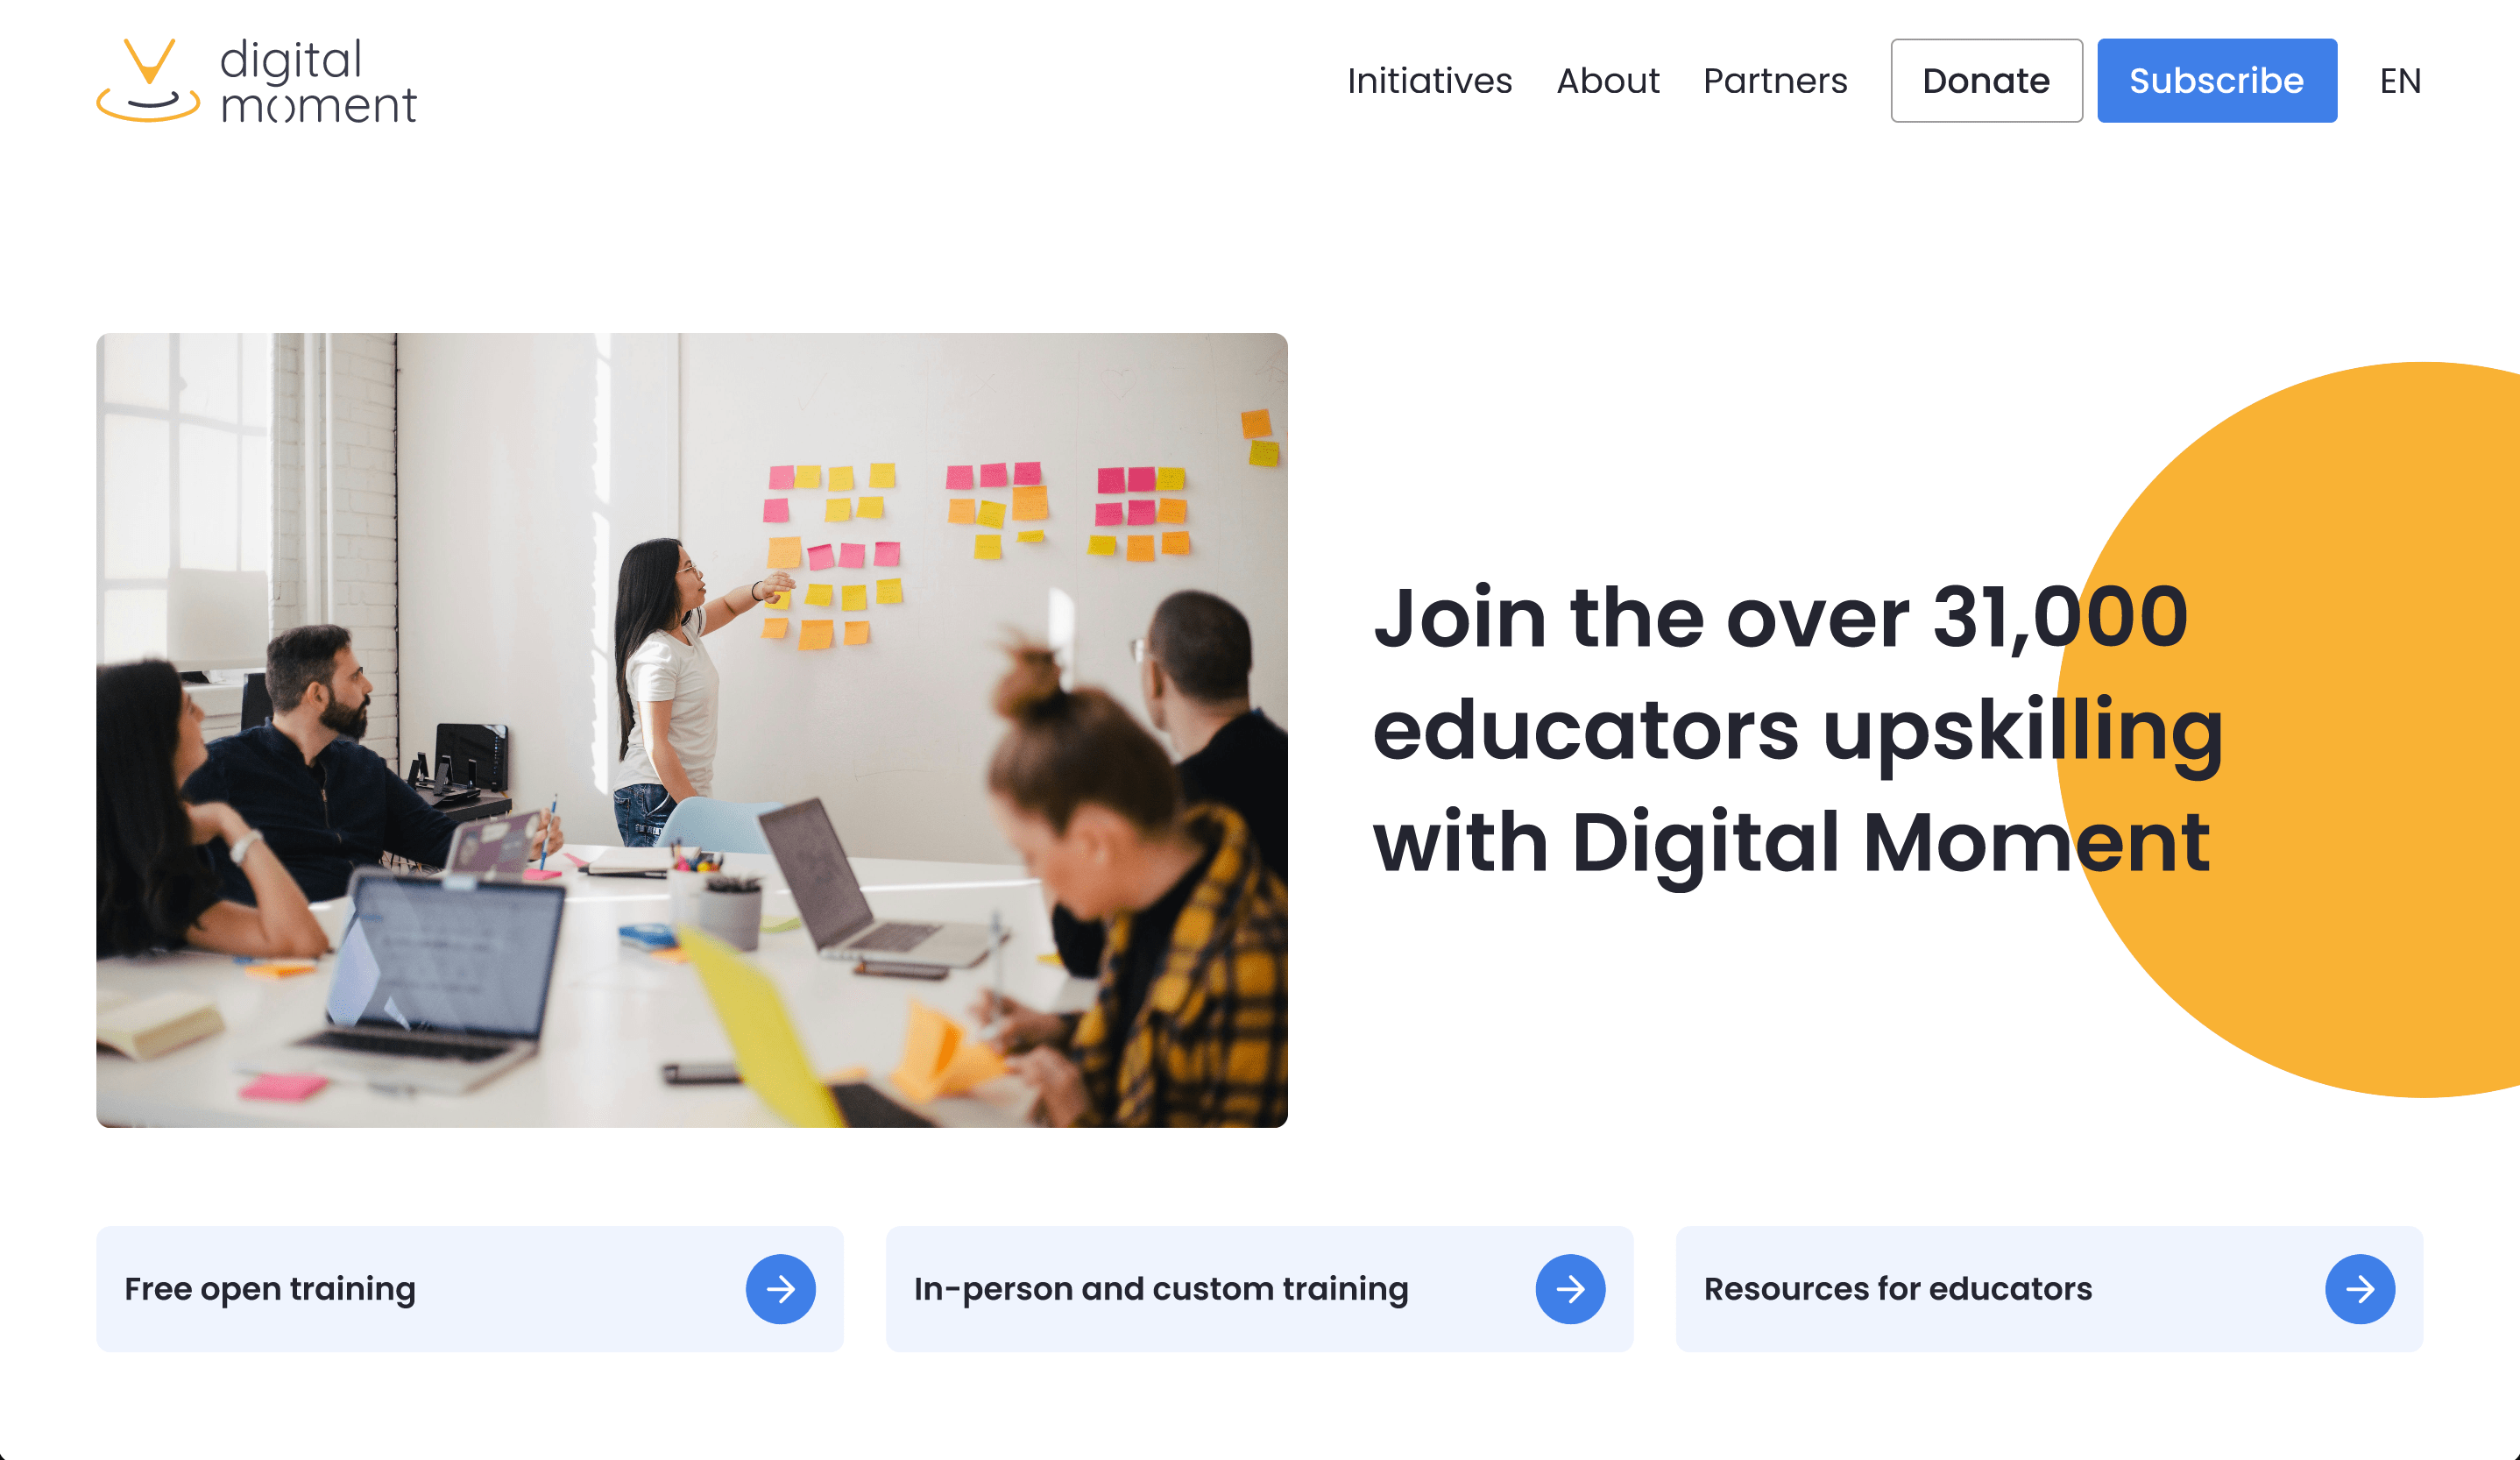 digital
moment
Initiatives
About
Partners
Donate
Subscribe
EN
Join the over 31,000
educators upskilling
with Digital Moment
Free open training
In-person and custom training
Resources for educators